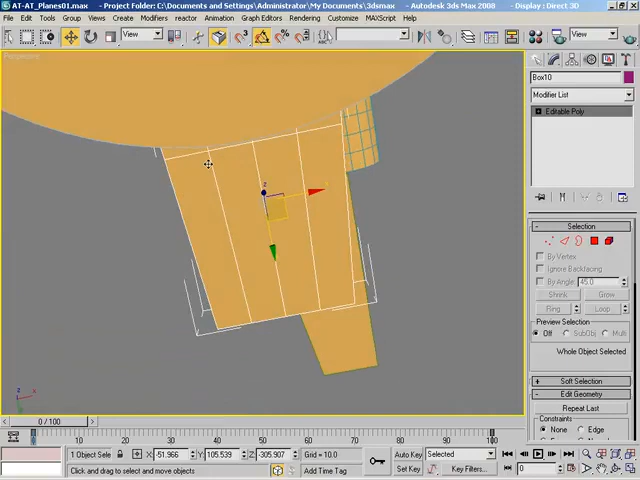 AT-AT_Planes01.max - Project Folder: C:\Documents and Settings\Administrator\My Documents\3dsmax - Autodesk 3ds Max 2008 - Display: Direct 3D
File Edit Tools Group Views Create Modifiers reactor Animation Graph Editors Rendering Customize MAXScript Help
View View
Perspective
Box10
Modifier List
Editable Poly
Selection
By Vertex
Ignore Backfacing
By Angle: 45.0
Shrink Grow
Ring Loop
Preview Selection
Off SubObj Multi
Whole Object Selected
Soft Selection
Edit Geometry
Repeat Last
Constraints
None Edge
z x
0 / 100
0 10 20 30 40 50 60 70 80 90 100
1 Object Selec X: -51.966 Y: 105.539 Z: -305.907 Grid = 10.0 Auto Key Selected
Click and drag to select and move objects Add Time Tag Set Key Key Filters... 0